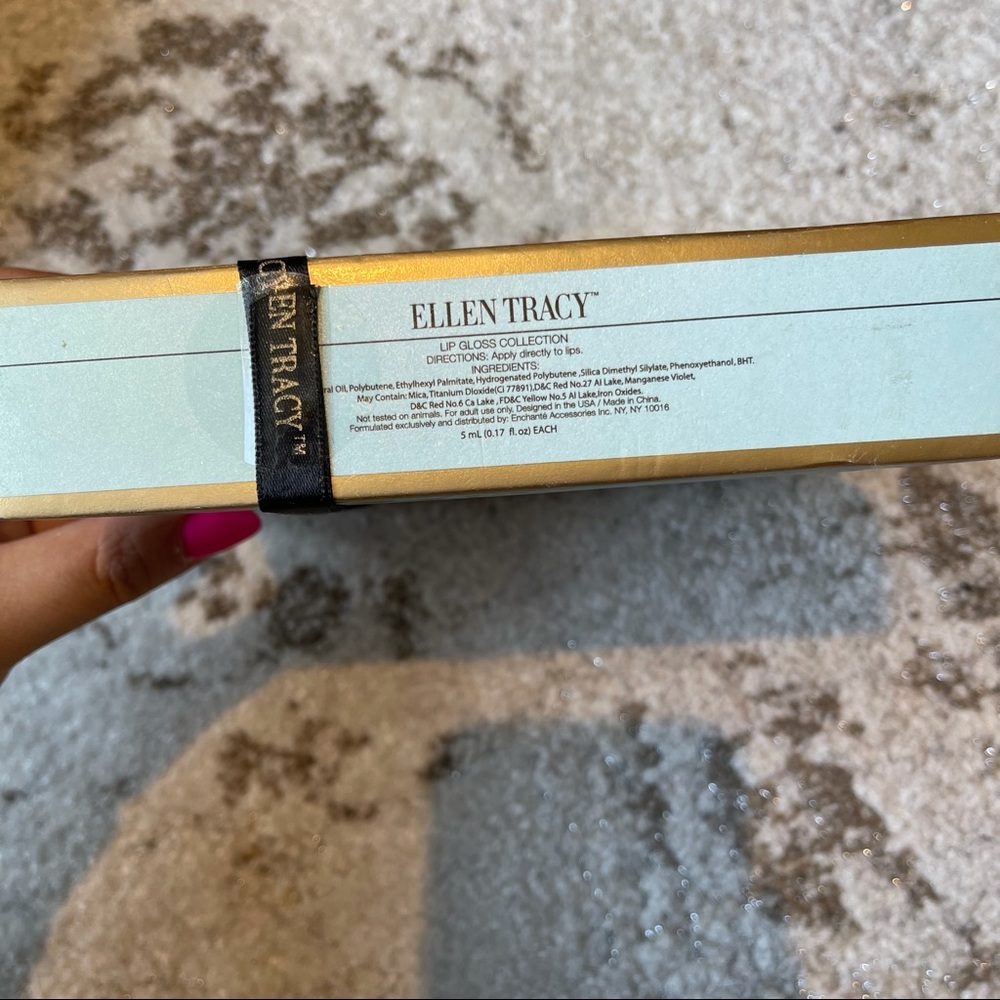 ELLEN TRACY™
LIP GLOSS COLLECTION
DIRECTIONS: Apply directly to lips.
INGREDIENTS:
ral Oil, Polybutene, Ethylhexyl Palmitate, Hydrogenated Polybutene ,Silica Dimethyl Silylate, Phenoxyethanol, BHT.
May Contain: Mica, Titanium Dioxide(CI 77891),D&C Red No.27 Al Lake, Manganese Violet,
D&C Red No.6 Ca Lake , FD&C Yellow No.5 Al Lake,Iron Oxides.
Not tested on animals. For adult use only. Designed in the USA / Made in China.
Formulated exclusively and distributed by: Enchanté Accessories Inc. NY, NY 10016
5 mL (0.17 fl.oz) EACH
EN TRACY™